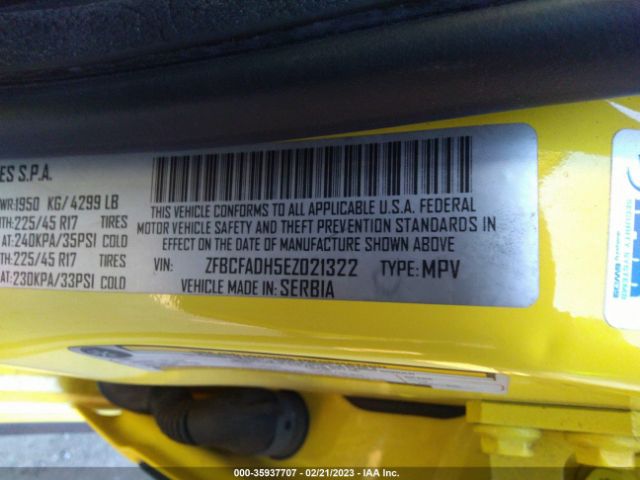 ES S.P.A.
WR:1950 KG/ 4299 LB
TH:225/45 R17 TIRES
AT:240KPA/35PSI COLD
TH:225/45 R17 TIRES
AT:230KPA/33PSI COLD
THIS VEHICLE CONFORMS TO ALL APPLICABLE U.S.A. FEDERAL
MOTOR VEHICLE SAFETY AND THEFT PREVENTION STANDARDS IN
EFFECT ON THE DATE OF MANUFACTURE SHOWN ABOVE
VIN: ZFBCFADH5EZ021322 TYPE: MPV
VEHICLE MADE IN SERBIA
SECURITY SYSTEMS
000-35937707 - 02/21/2023 - IAA Inc.